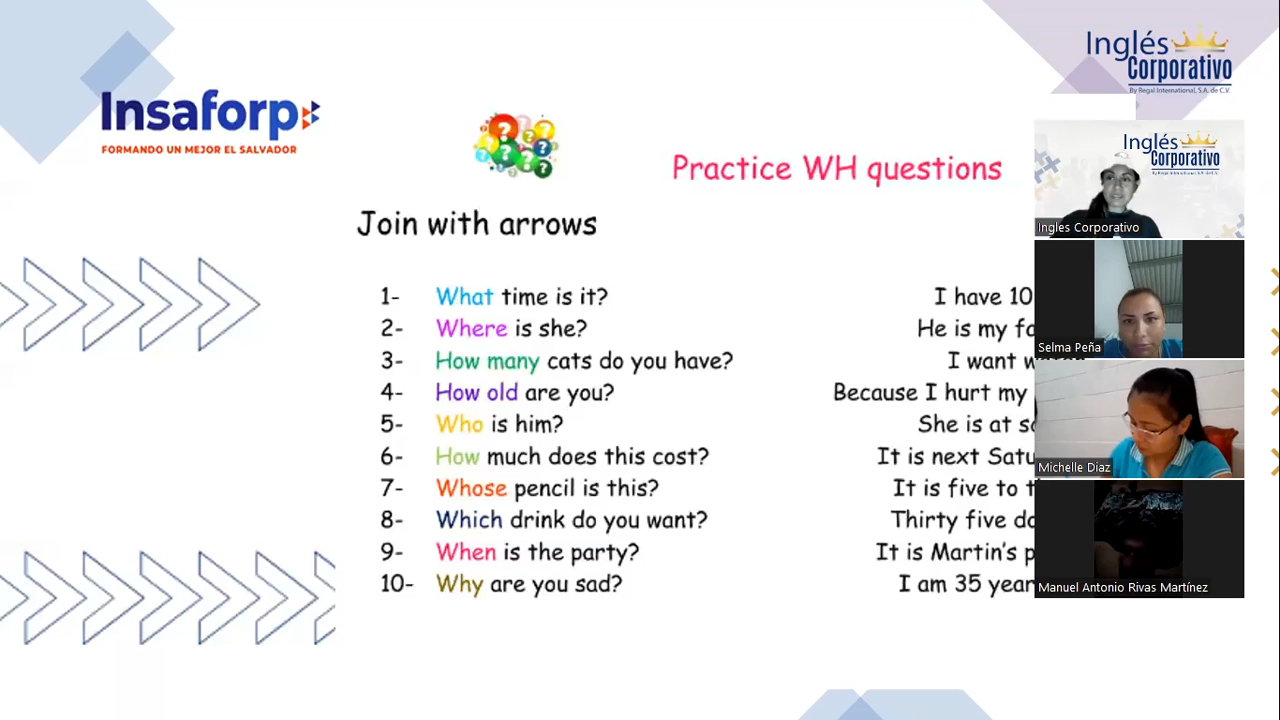 Insaforp
FORMANDO UN MEJOR EL SALVADOR
Inglés
Corporativo
By Regal International, S.A. de C.V.
Practice WH questions
Join with arrows
1- What time is it? I have 10
2- Where is she? He is my
3- How many cats do you have? I want
4- How old are you? Because I hurt my
5- Who is him? She is at
6- How much does this cost? It is next
7- Whose pencil is this? It is five to
8- Which drink do you want? Thirty five
9- When is the party? It is Martin's
10- Why are you sad? I am 35
Inglés
Corporativo
By Regal International, S.A. de C.V.
Ingles Corporativo
Selma Peña
Michelle Diaz
Manuel Antonio Rivas Martínez